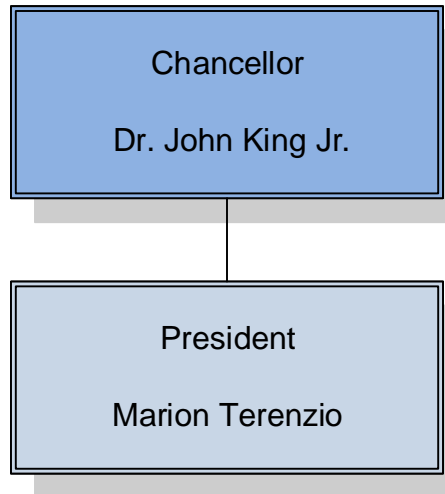 Chancellor
Dr. John King Jr.
President
Marion Terenzio